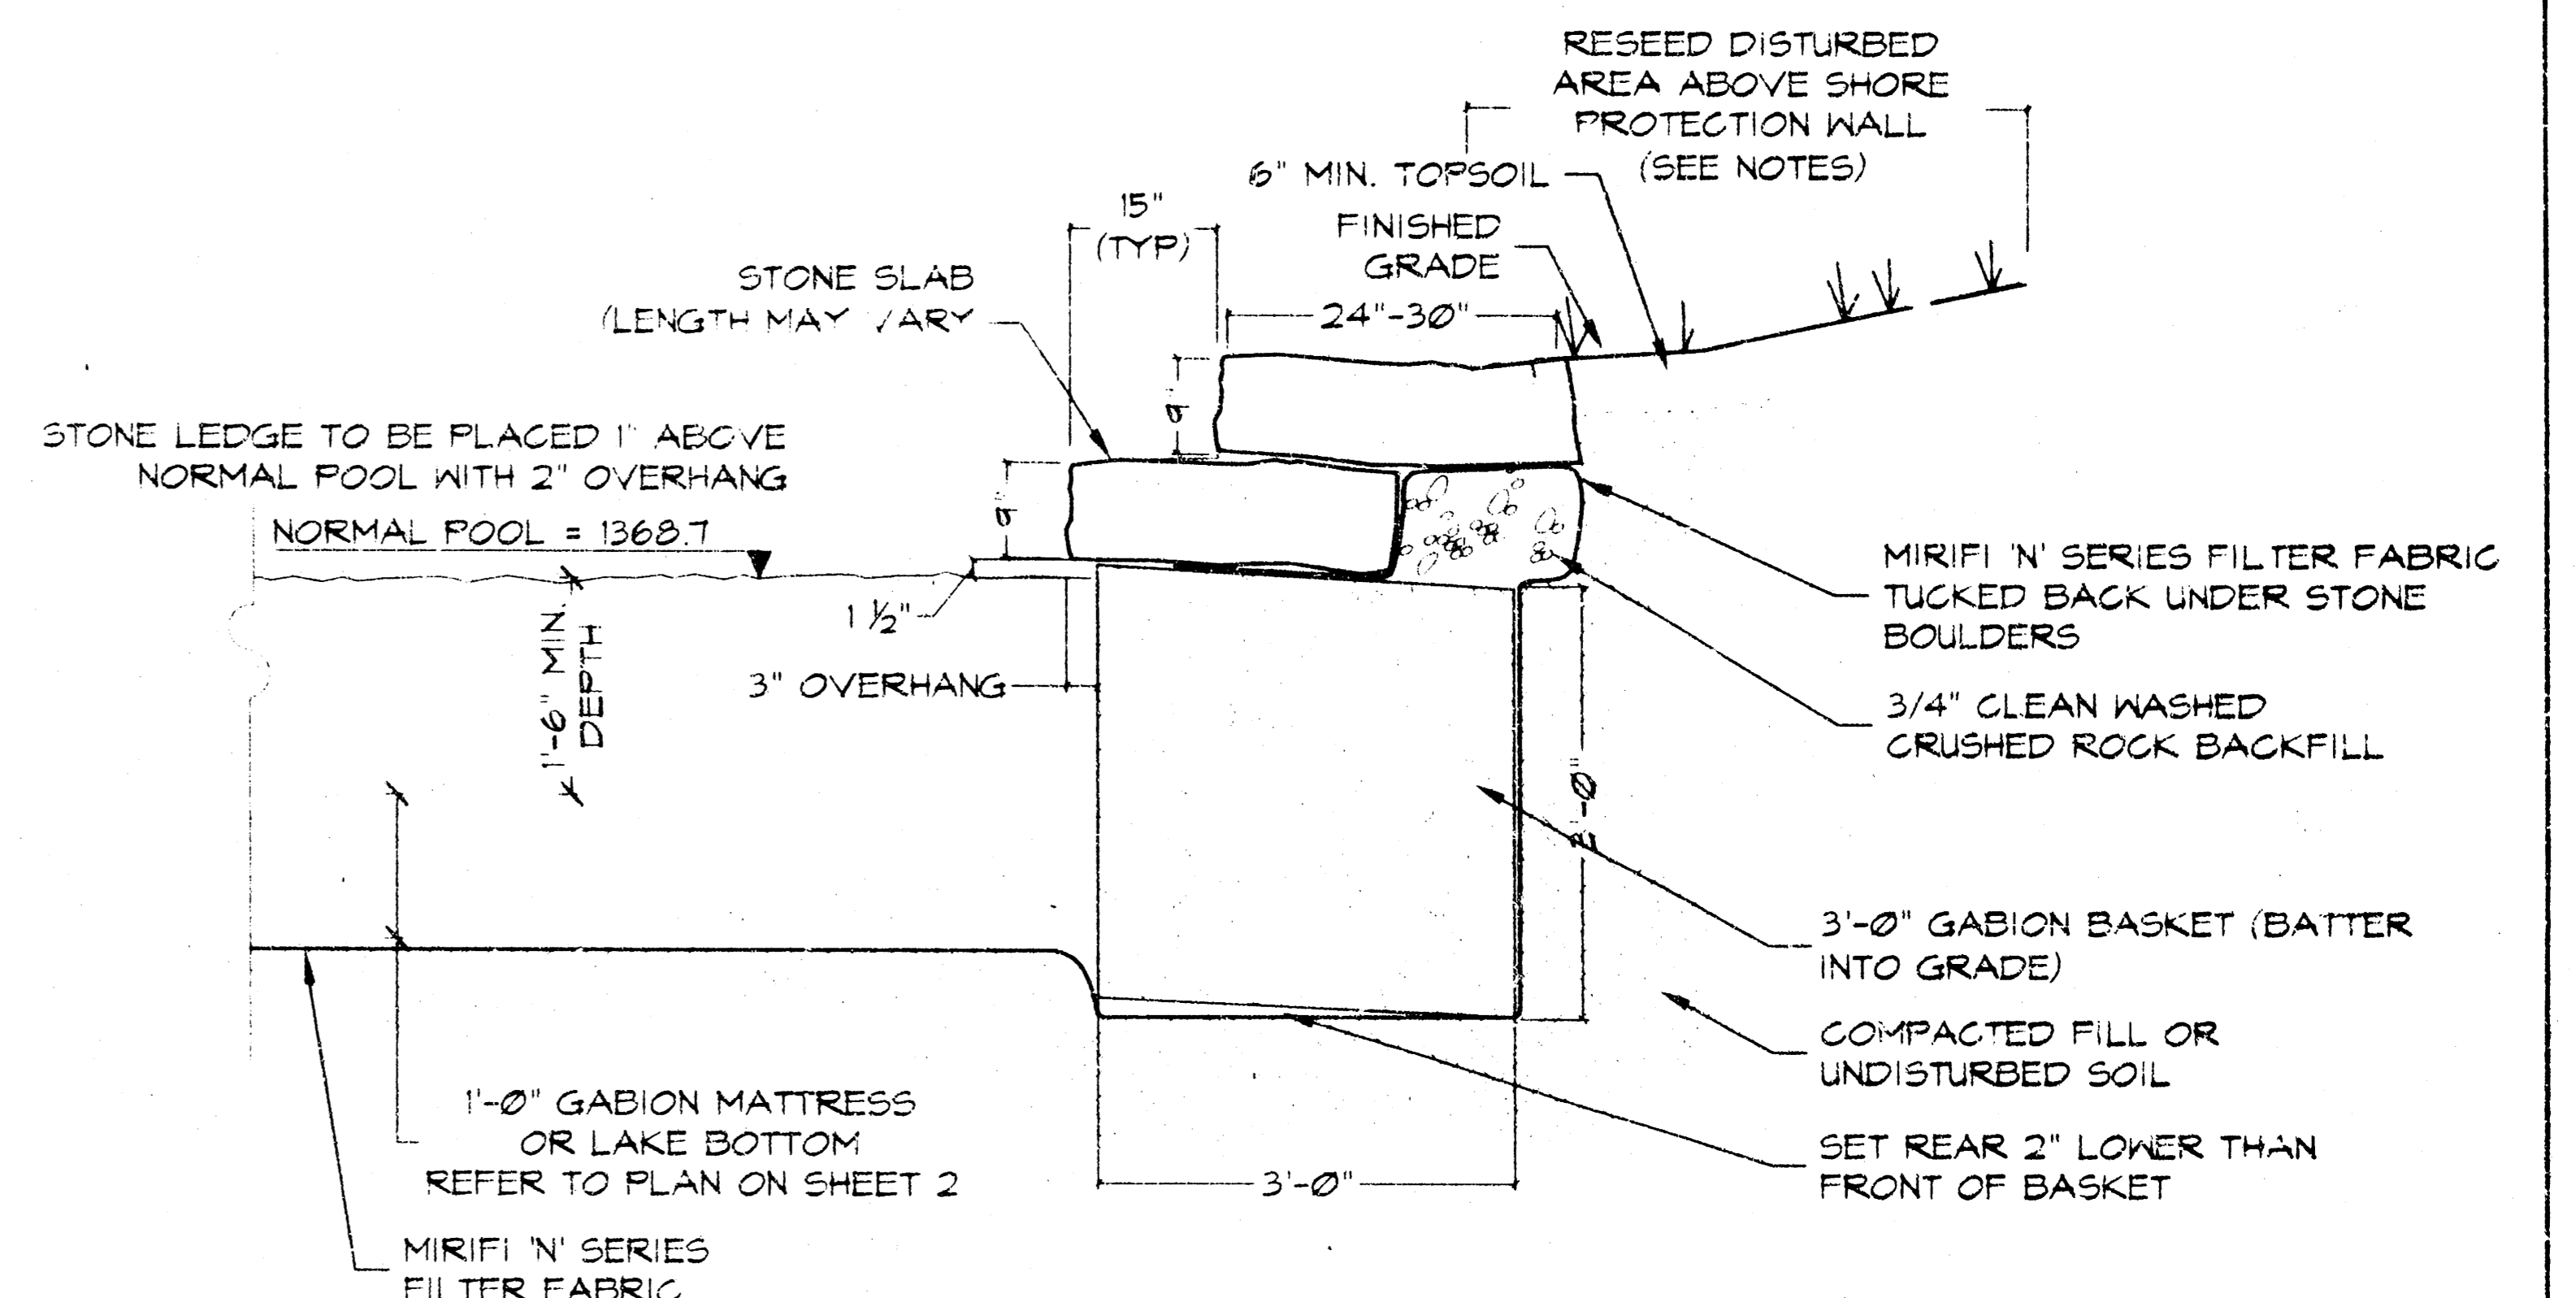 RESEED DISTURBED
AREA ABOVE SHORE
PROTECTION WALL
(SEE NOTES)
6" MIN. TOPSOIL
15"
(TYP)
FINISHED
GRADE
24"-30"
STONE SLAB
(LENGTH MAY VARY
9"
STONE LEDGE TO BE PLACED 1" ABOVE
NORMAL POOL WITH 2" OVERHANG
9"
NORMAL POOL = 1368.7
1 1/2"
1'-6" MIN.
DEPTH
3" OVERHANG
MIRIFI 'N' SERIES FILTER FABRIC
TUCKED BACK UNDER STONE
BOULDERS
3/4" CLEAN WASHED
CRUSHED ROCK BACKFILL
3'-0" GABION BASKET (BATTER
INTO GRADE)
COMPACTED FILL OR
UNDISTURBED SOIL
SET REAR 2" LOWER THAN
FRONT OF BASKET
3'-0"
1'-0" GABION MATTRESS
OR LAKE BOTTOM
REFER TO PLAN ON SHEET 2
MIRIFI 'N' SERIES
FILTER FABRIC